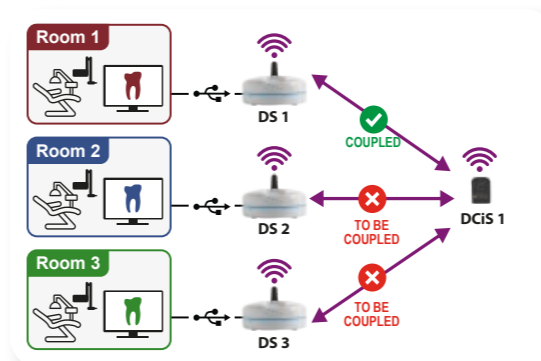 Room 1
DS 1
COUPLED
Room 2
DS 2
TO BE
COUPLED
DCiS 1
Room 3
DS 3
TO BE
COUPLED